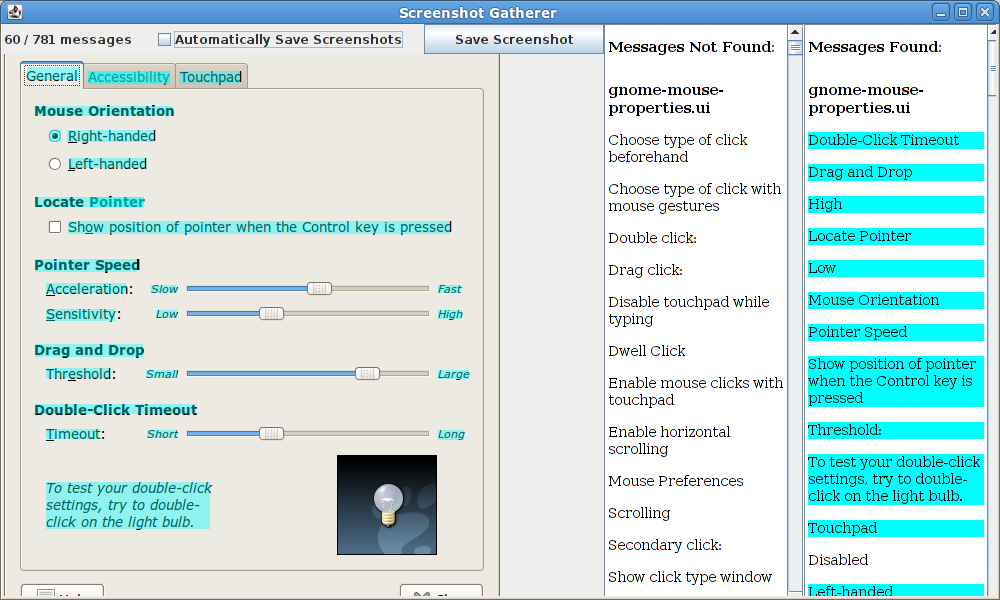 Screenshot Gatherer
60 / 781 messages
Automatically Save Screenshots
Save Screenshot
General
Accessibility
Touchpad
Mouse Orientation
Right-handed
Left-handed
Locate Pointer
Show position of pointer when the Control key is pressed
Pointer Speed
Acceleration:
Slow
Fast
Sensitivity:
Low
High
Drag and Drop
Threshold:
Small
Large
Double-Click Timeout
Timeout:
Short
Long
To test your double-click
settings, try to double-
click on the light bulb.
Messages Not Found:
gnome-mouse-
properties.ui
Choose type of click
beforehand
Choose type of click with
mouse gestures
Double click:
Drag click:
Disable touchpad while
typing
Dwell Click
Enable mouse clicks with
touchpad
Enable horizontal
scrolling
Mouse Preferences
Scrolling
Secondary click:
Show click type window
Messages Found:
gnome-mouse-
properties.ui
Double-Click Timeout
Drag and Drop
High
Locate Pointer
Low
Mouse Orientation
Pointer Speed
Show position of pointer
when the Control key is
pressed
Threshold:
To test your double-click
settings, try to double-
click on the light bulb.
Touchpad
Disabled
Left-handed